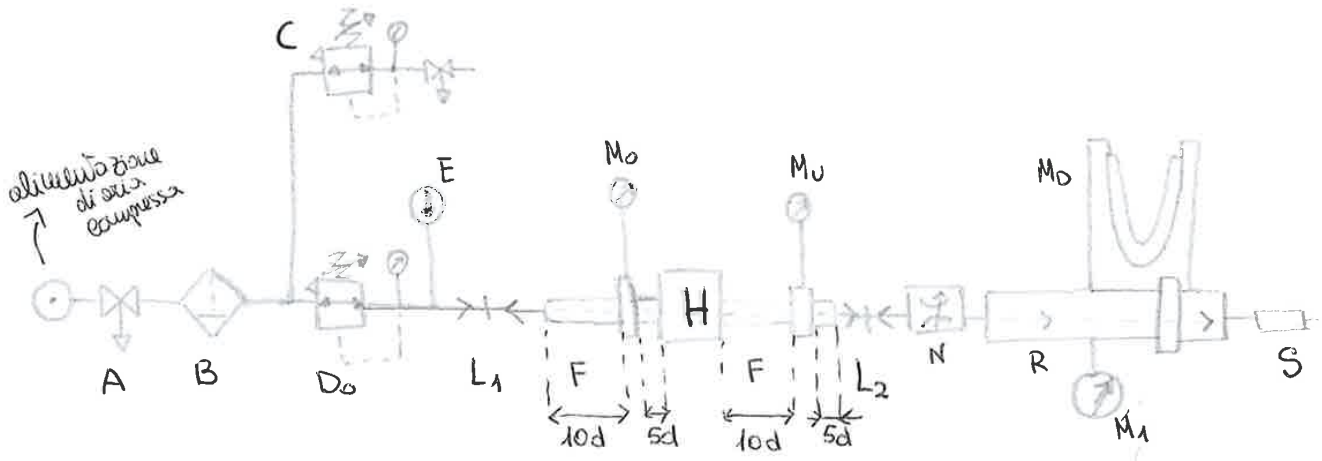 C
alimentazione
di aria
compressa
E
Mo
Mu
MD
H
A
B
Do
L1
F
F
L2
N
R
S
10d
5d
10d
5d
M1